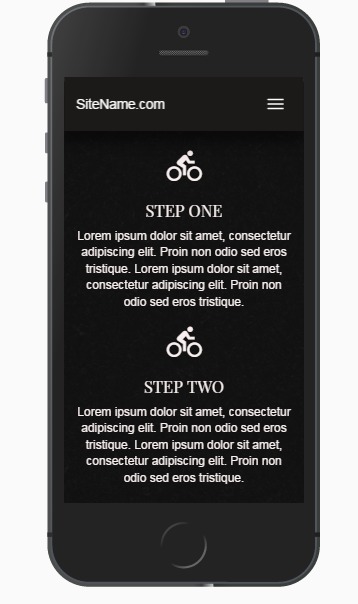 SiteName.com
STEP ONE
Lorem ipsum dolor sit amet, consectetur
adipiscing elit. Proin non odio sed eros
tristique. Lorem ipsum dolor sit amet,
consectetur adipiscing elit. Proin non
odio sed eros tristique.
STEP TWO
Lorem ipsum dolor sit amet, consectetur
adipiscing elit. Proin non odio sed eros
tristique. Lorem ipsum dolor sit amet,
consectetur adipiscing elit. Proin non
odio sed eros tristique.